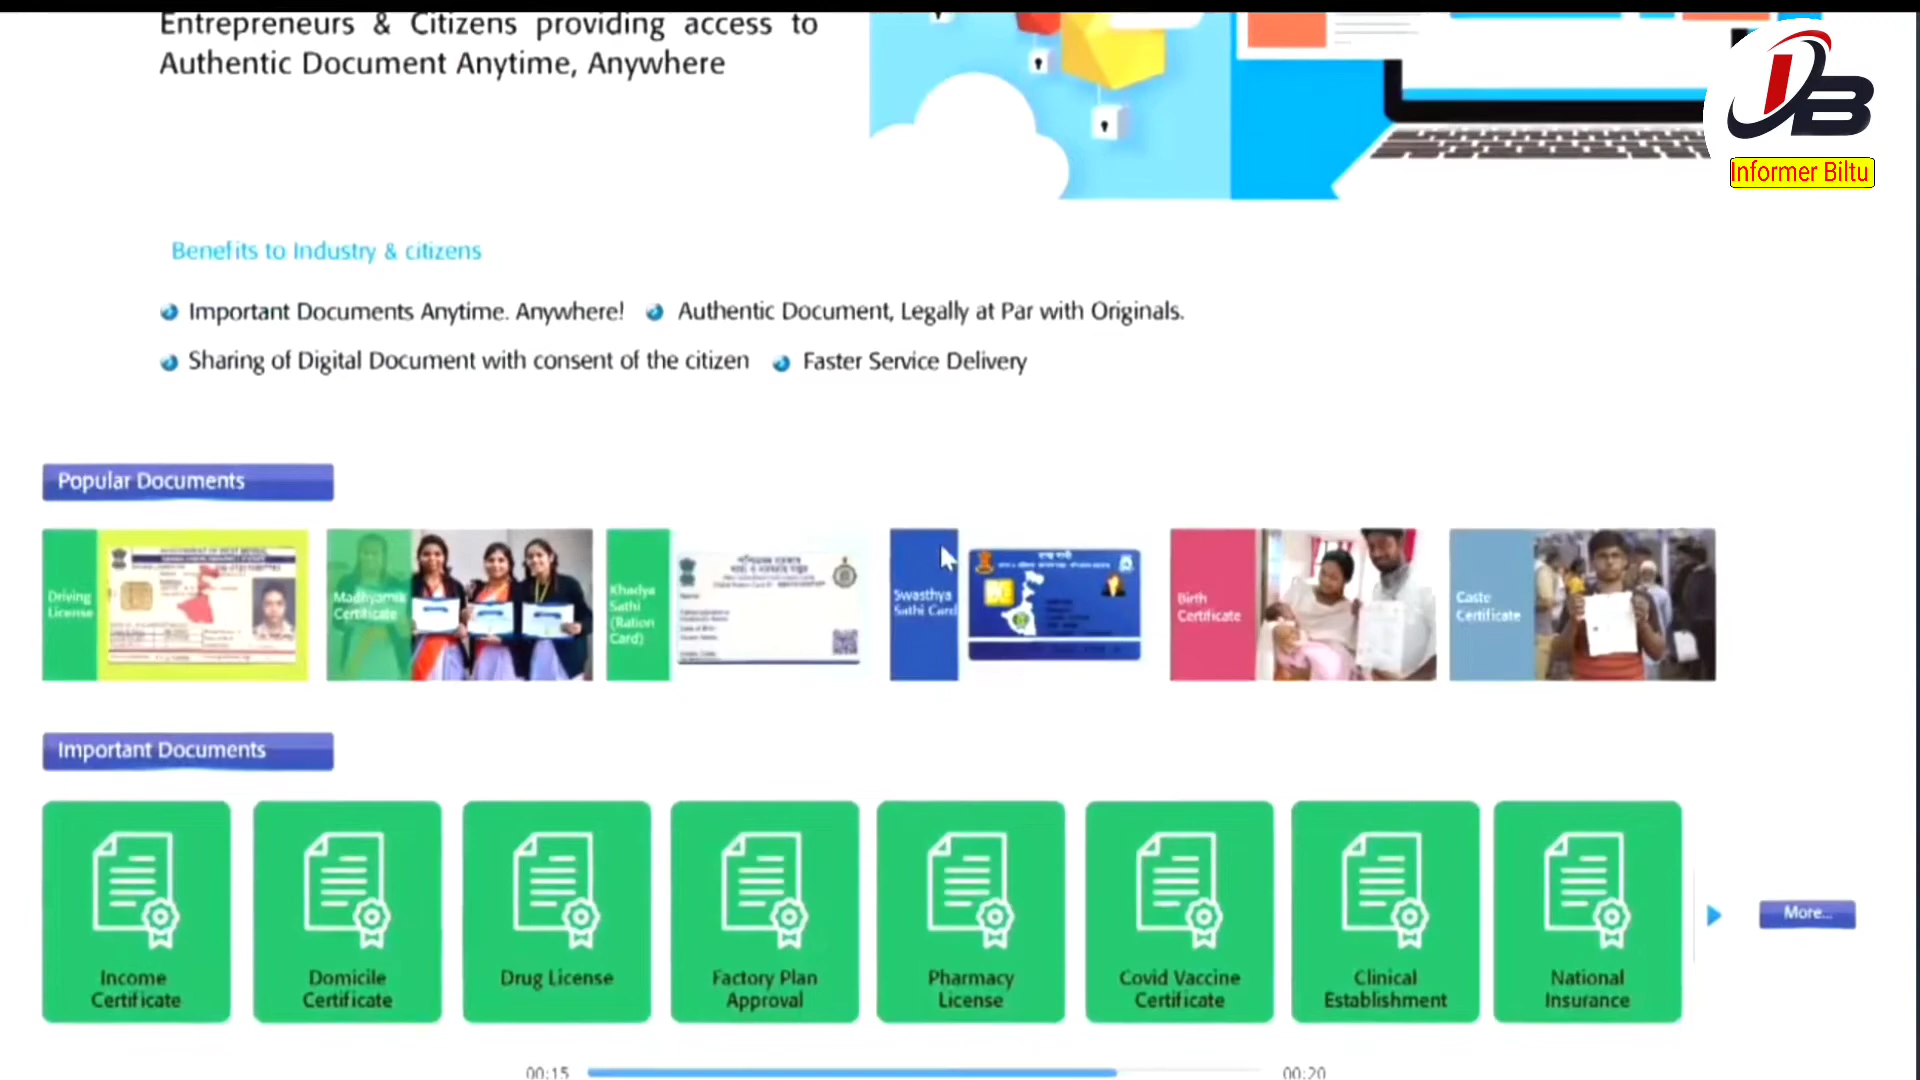 Entrepreneurs & Citizens providing access to
Authentic Document Anytime, Anywhere
IB
Informer Biltu
Benefits to Industry & citizens
Important Documents Anytime. Anywhere!
Authentic Document, Legally at Par with Originals.
Sharing of Digital Document with consent of the citizen
Faster Service Delivery
Popular Documents
Driving
License
Madhyamik
Certificate
Khadya
Sathi
(Ration
Card)
Swasthya
Sathi Card
Birth
Certificate
Caste
Certificate
Important Documents
Income
Certificate
Domicile
Certificate
Drug License
Factory Plan
Approval
Pharmacy
License
Covid Vaccine
Certificate
Clinical
Establishment
National
Insurance
More...
00:15
00:20